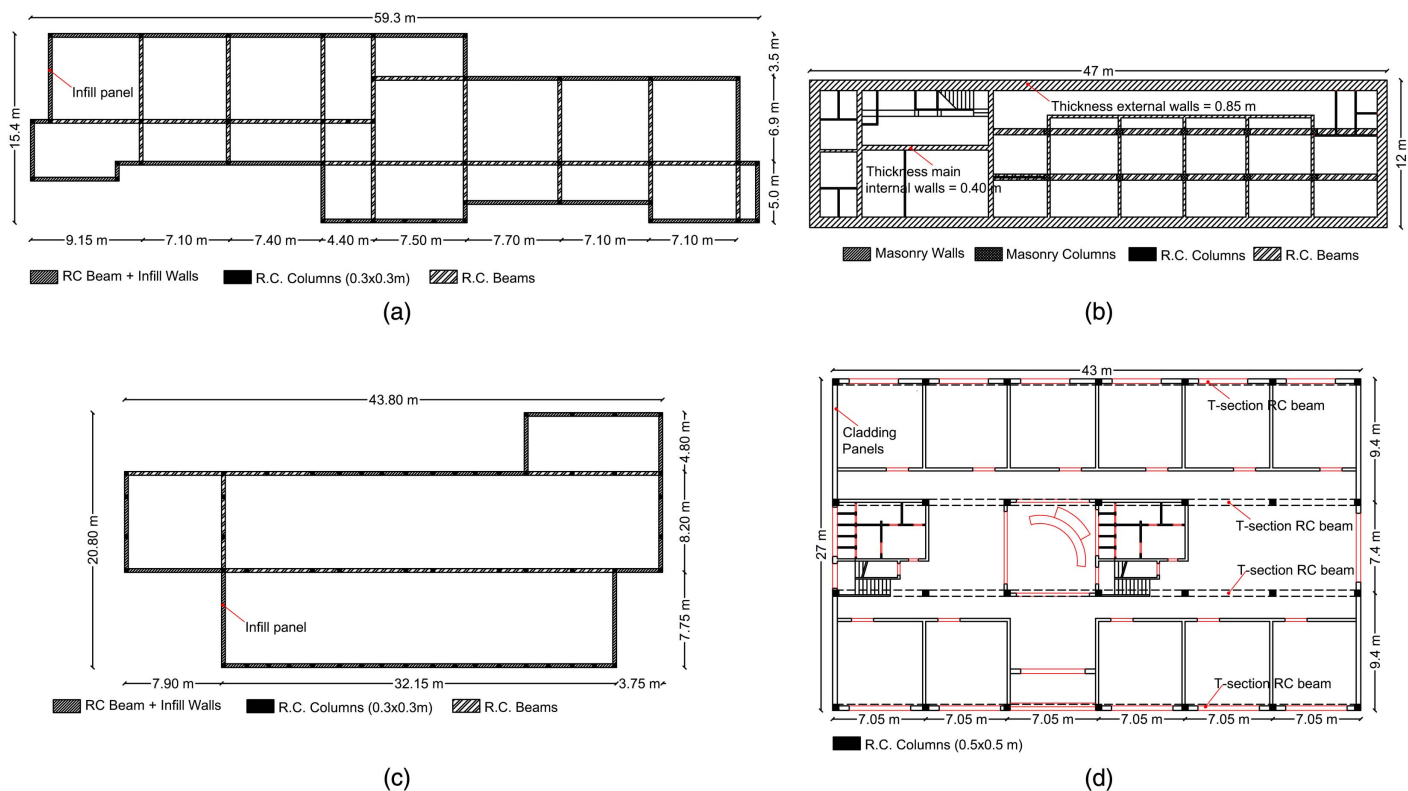 59.3 m
15.4 m
3.5 m
6.9 m
5.0 m
Infill panel
9.15 m
7.10 m
7.40 m
4.40 m
7.50 m
7.70 m
7.10 m
7.10 m
RC Beam + Infill Walls
R.C. Columns (0.3x0.3m)
R.C. Beams
(a)
47 m
12 m
Thickness external walls = 0.85 m
Thickness main
internal walls = 0.40 m
Masonry Walls
Masonry Columns
R.C. Columns
R.C. Beams
(b)
43.80 m
20.80 m
4.80 m
8.20 m
7.75 m
Infill panel
7.90 m
32.15 m
3.75 m
RC Beam + Infill Walls
R.C. Columns (0.3x0.3m)
R.C. Beams
(c)
43 m
27 m
T-section RC beam
Cladding
Panels
9.4 m
T-section RC beam
7.4 m
T-section RC beam
9.4 m
T-section RC beam
7.05 m
7.05 m
7.05 m
7.05 m
7.05 m
7.05 m
R.C. Columns (0.5x0.5 m)
(d)